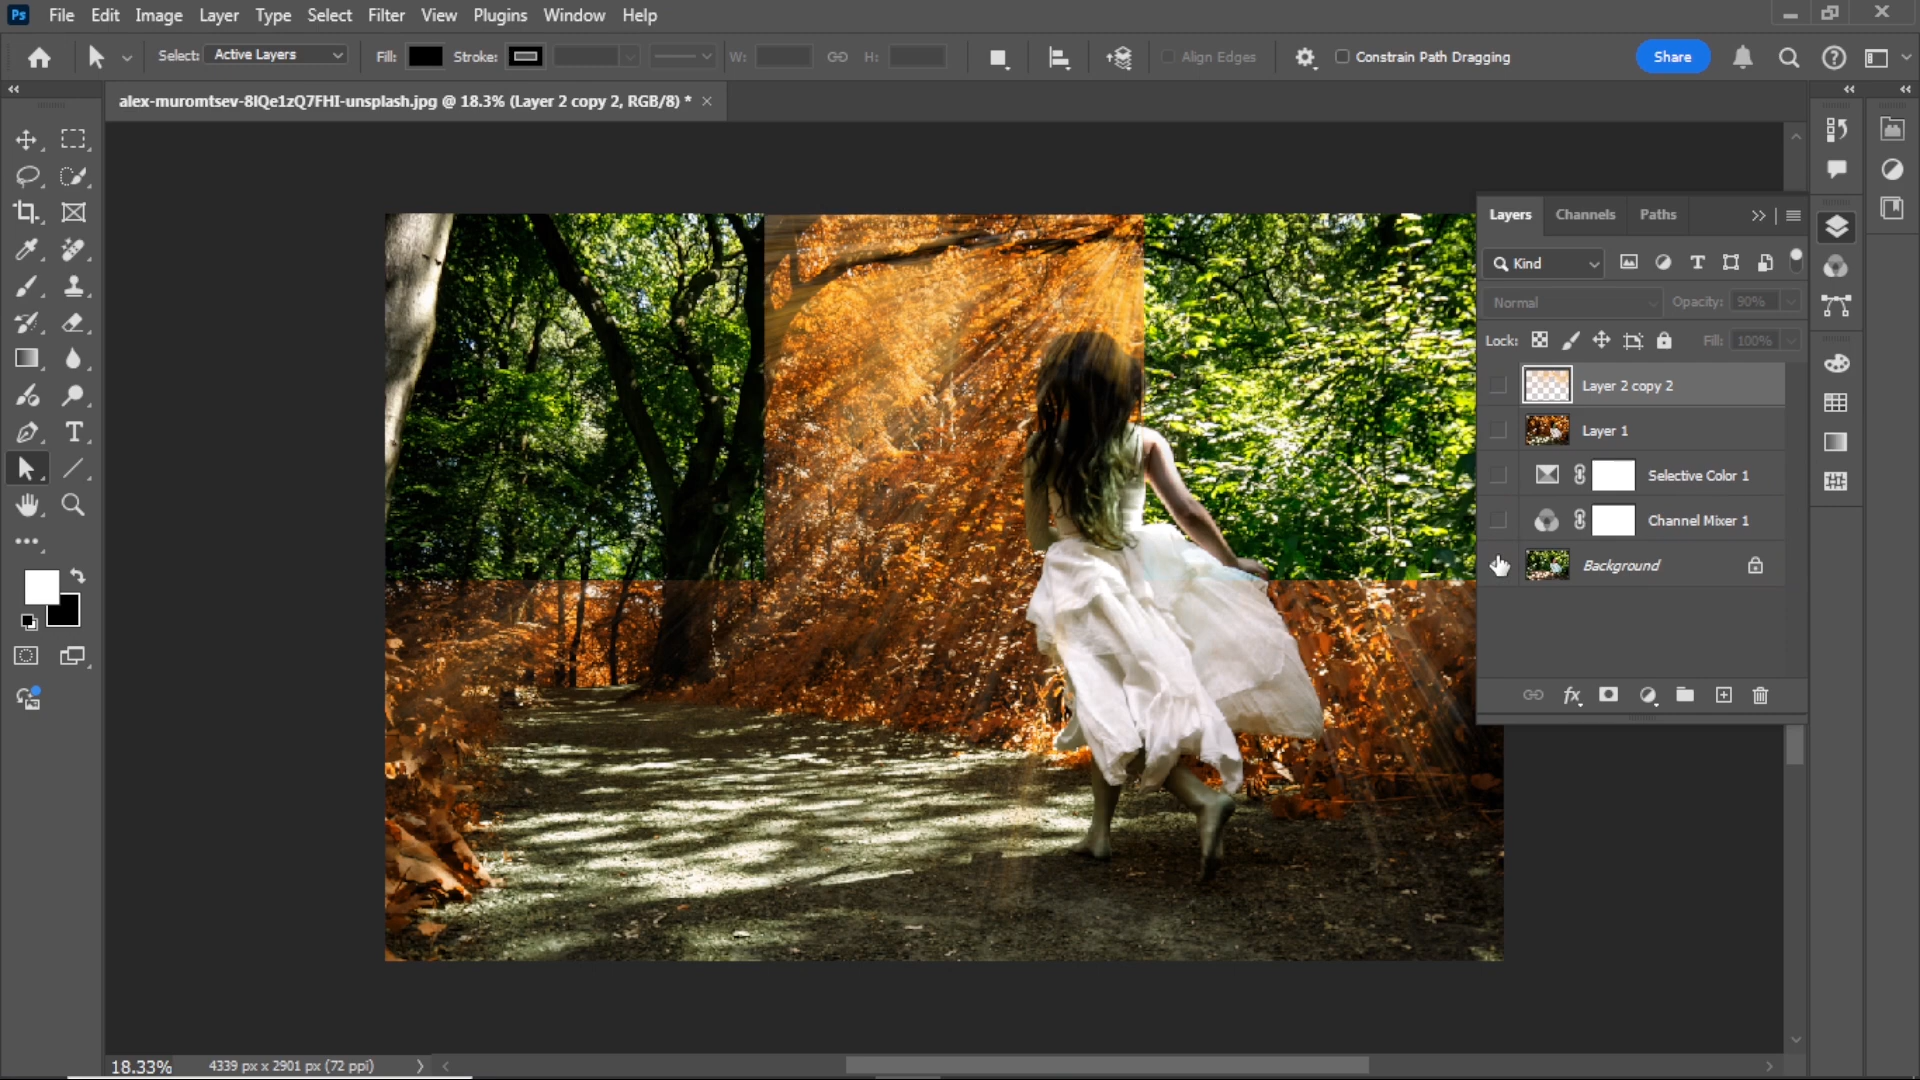 Ps File Edit Image Layer Type Select Filter View Plugins Window Help
Select: Active Layers Fill: Stroke: W: H: Align Edges Constrain Path Dragging Share
alex-muromtsev-8lQe1zQ7FHI-unsplash.jpg @ 18.3% (Layer 2 copy 2, RGB/8) *
Layers Channels Paths
Kind
Normal Opacity: 90%
Lock: Fill: 100%
Layer 2 copy 2
Layer 1
Selective Color 1
Channel Mixer 1
Background
fx
18.33% 4339 px x 2901 px (72 ppi)